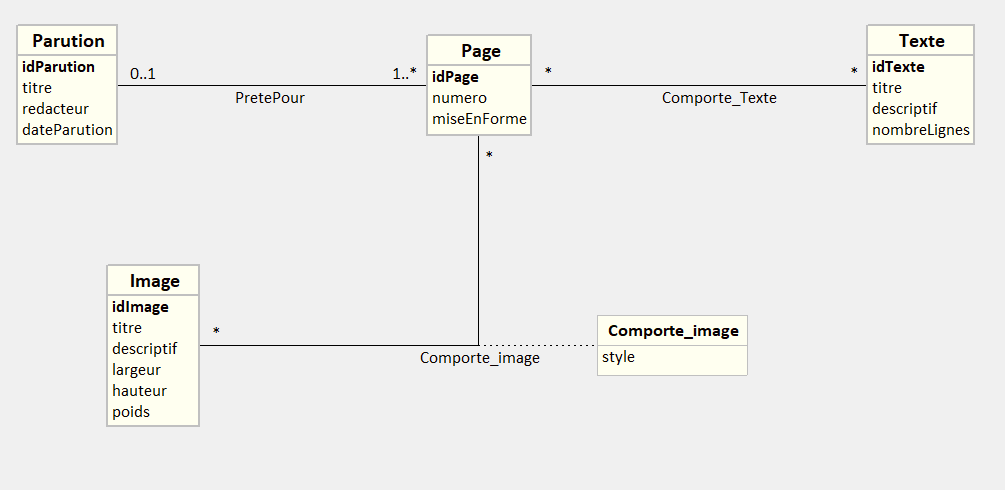 Parution
idParution
titre
redacteur
dateParution
0..1
1..*
PretePour
Page
idPage
numero
miseEnForme
*
*
Comporte_Texte
Texte
idTexte
titre
descriptif
nombreLignes
*
Image
idImage
titre
descriptif
largeur
hauteur
poids
*
Comporte_image
Comporte_image
style